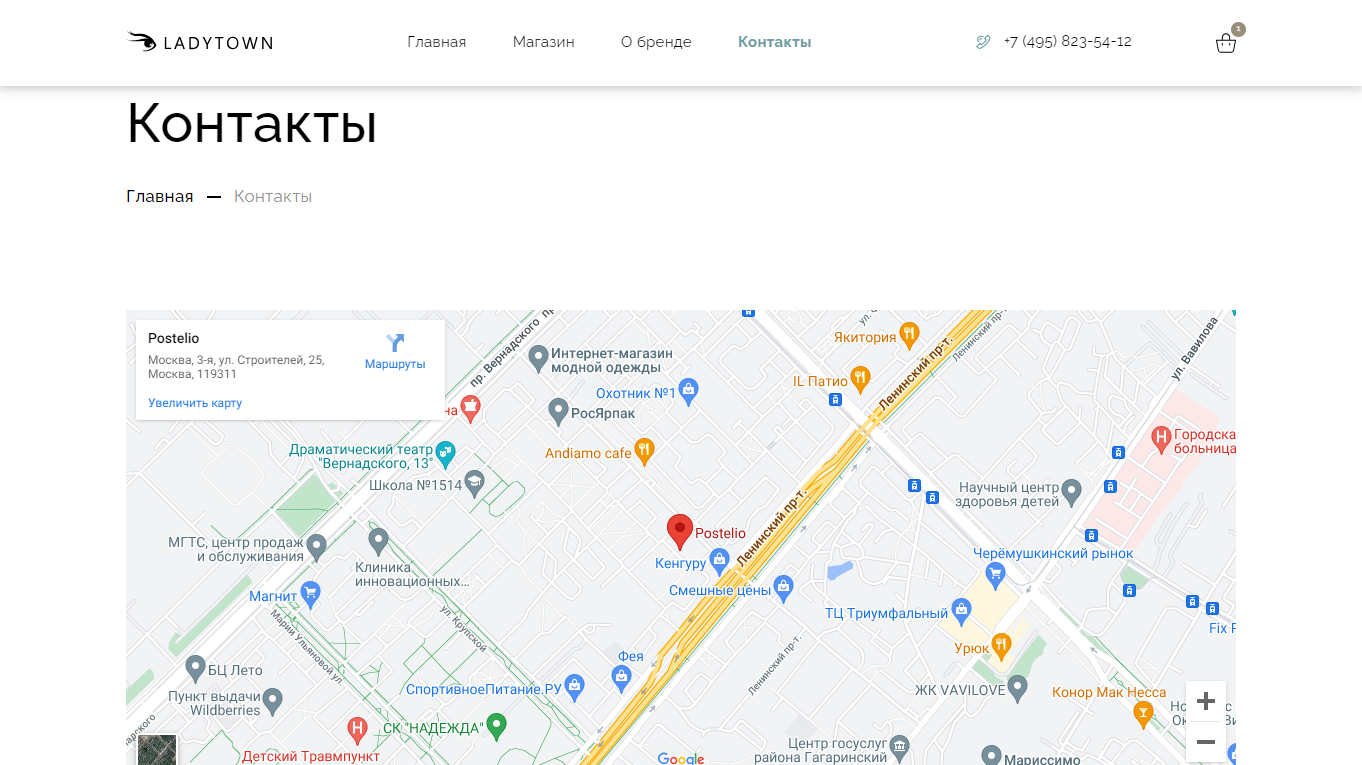 LADYTOWN
Главная
Магазин
О бренде
Контакты
+7 (495) 823-54-12
1
Контакты
Главная — Контакты
Postelio
Москва, 3-я, ул. Строителей, 25,
Москва, 119311
Маршруты
Увеличить карту
пр. Вернадского
Интернет-магазин
модной одежды
Охотник №1
РосЯрпак
Andiamo cafe
Якитория
IL Патио
Ленинский пр-т.
Ленинский пр-т.
ул. Вавилова
Городска
больница
Драматический театр
"Вернадского, 13"
Школа №1514
Научный центр
здоровья детей
МГТС, центр продаж
и обслуживания
Клиника
инновационных...
Postelio
Ленинский пр-т.
Кенгуру
Смешные цены
Черёмушкинский рынок
Магнит
Марии Ульяновой ул.
ул. Крупской
ТЦ Триумфальный
Fix P
Урюк
Фея
Ленинский пр-т.
БЦ Лето
Пункт выдачи
Wildberries
СпортивноеПитание.РУ
ЖК VAVILOVE
Конор Мак Несса
СК "НАДЕЖДА"
Детский Травмпункт
Центр госуслуг
района Гагаринский
Мариссимо
Google